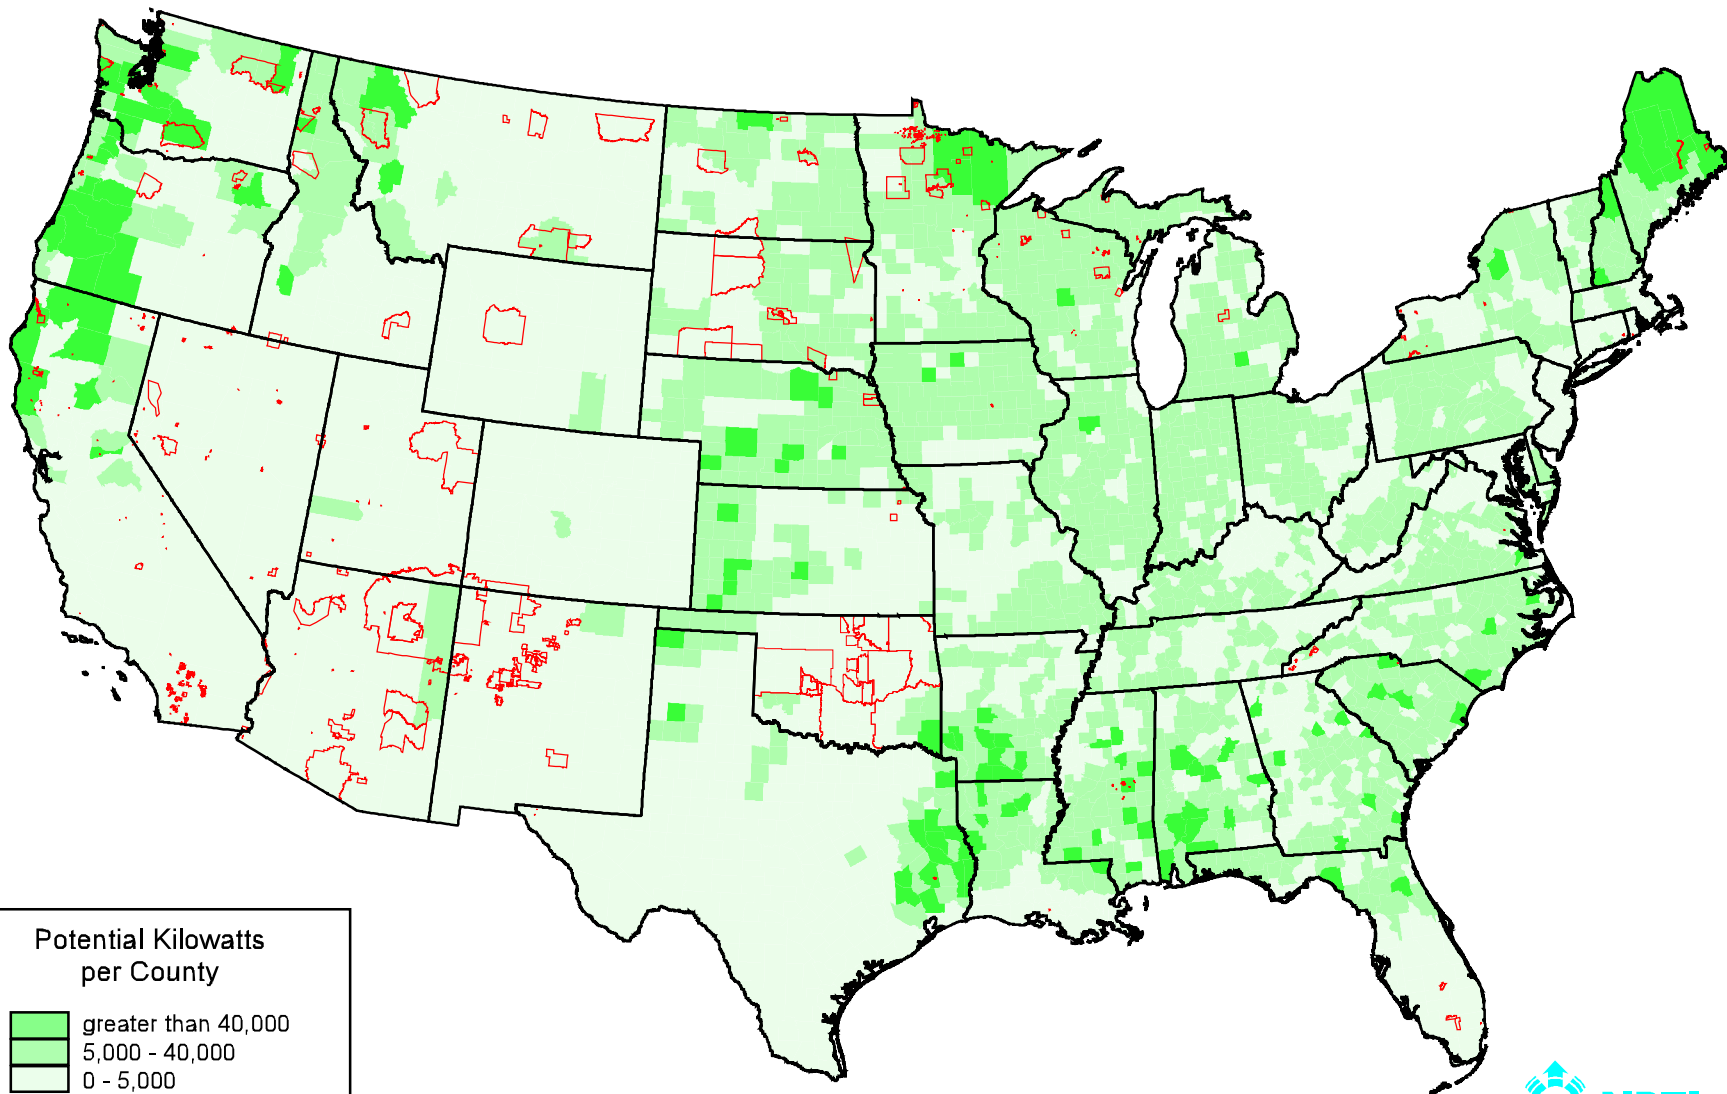 Potential Kilowatts
per County
greater than 40,000
5,000 - 40,000
0 - 5,000